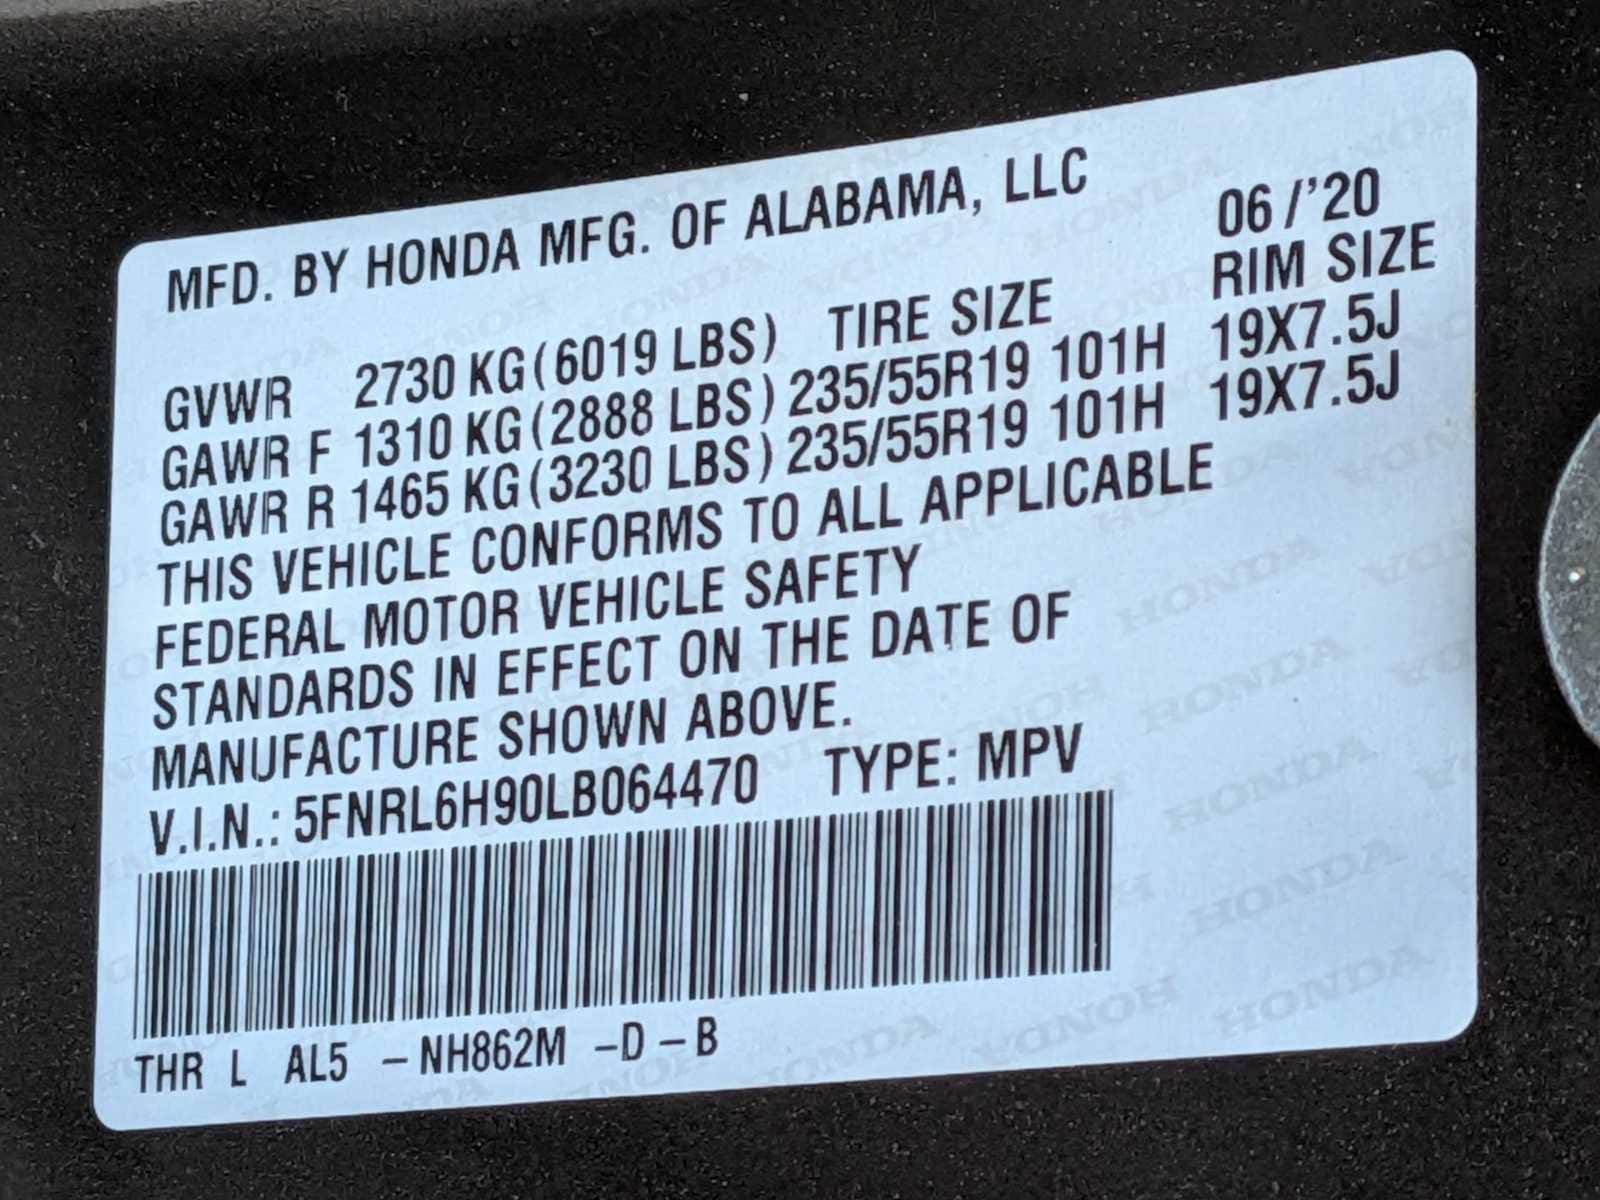 MFD. BY HONDA MFG. OF ALABAMA, LLC 06/'20
GVWR 2730 KG (6019 LBS) TIRE SIZE RIM SIZE
GAWR F 1310 KG (2888 LBS) 235/55R19 101H 19X7.5J
GAWR R 1465 KG (3230 LBS) 235/55R19 101H 19X7.5J
THIS VEHICLE CONFORMS TO ALL APPLICABLE
FEDERAL MOTOR VEHICLE SAFETY
STANDARDS IN EFFECT ON THE DATE OF
MANUFACTURE SHOWN ABOVE.
V.I.N.: 5FNRL6H90LB064470 TYPE: MPV
THR L AL5 -NH862M -D-B